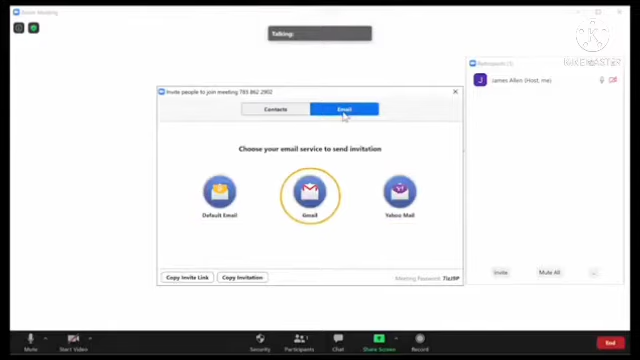 Zoom Meeting
Talking:
KINEMASTER
Participants (1)
James Allen (Host, me)
Invite people to join meeting 785 862 2902
Contacts
Email
Choose your email service to send invitation
Default Email
Gmail
Yahoo Mail
Copy Invite Link
Copy Invitation
Meeting Password:
Invite
Mute All
...
Mute
Start Video
Security
Participants
Chat
Share Screen
Record
End